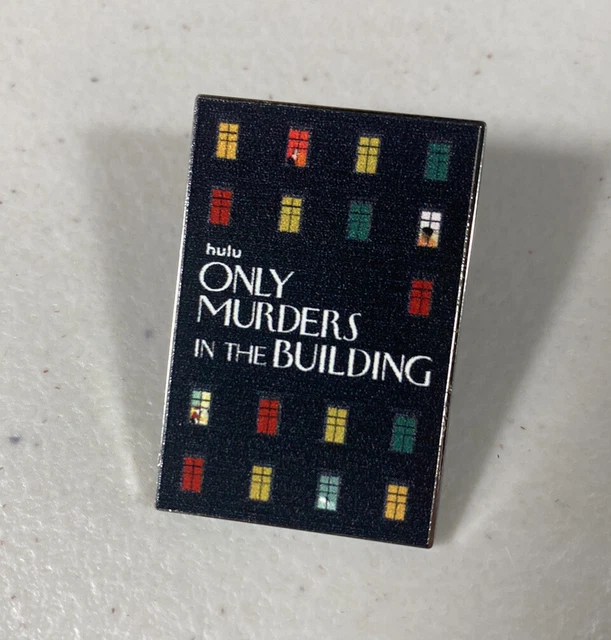 hulu
ONLY
MURDERS
IN THE BUILDING